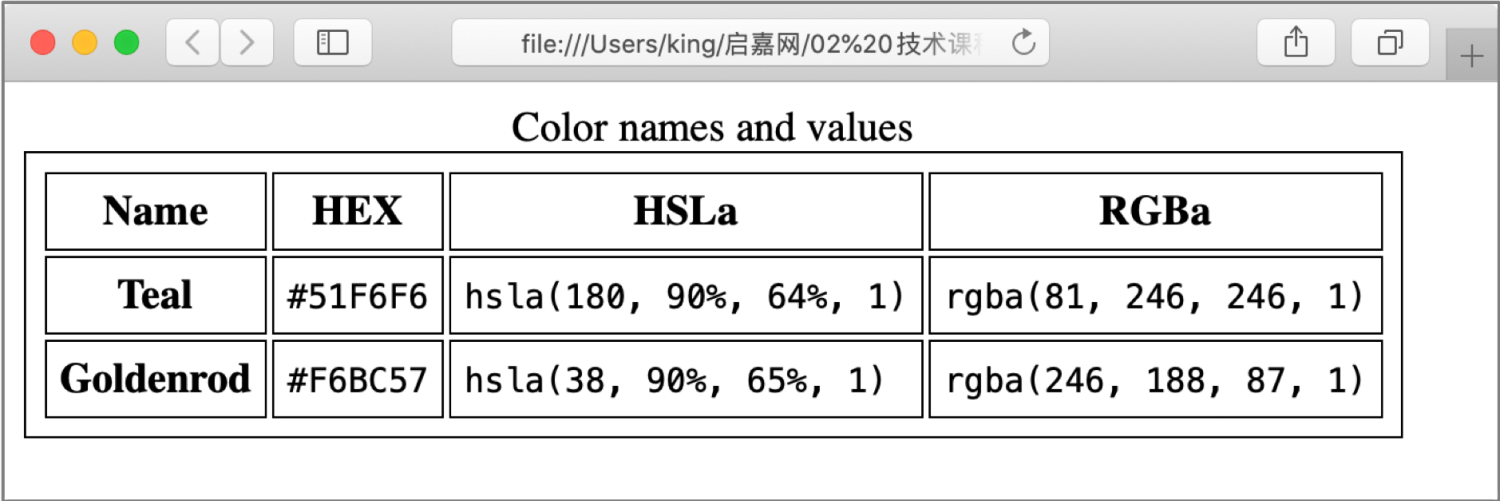 file:///Users/king/启嘉网/02%20技术课
Color names and values
Name HEX HSLa RGBa
Teal #51F6F6 hsla(180, 90%, 64%, 1) rgba(81, 246, 246, 1)
Goldenrod #F6BC57 hsla(38, 90%, 65%, 1) rgba(246, 188, 87, 1)